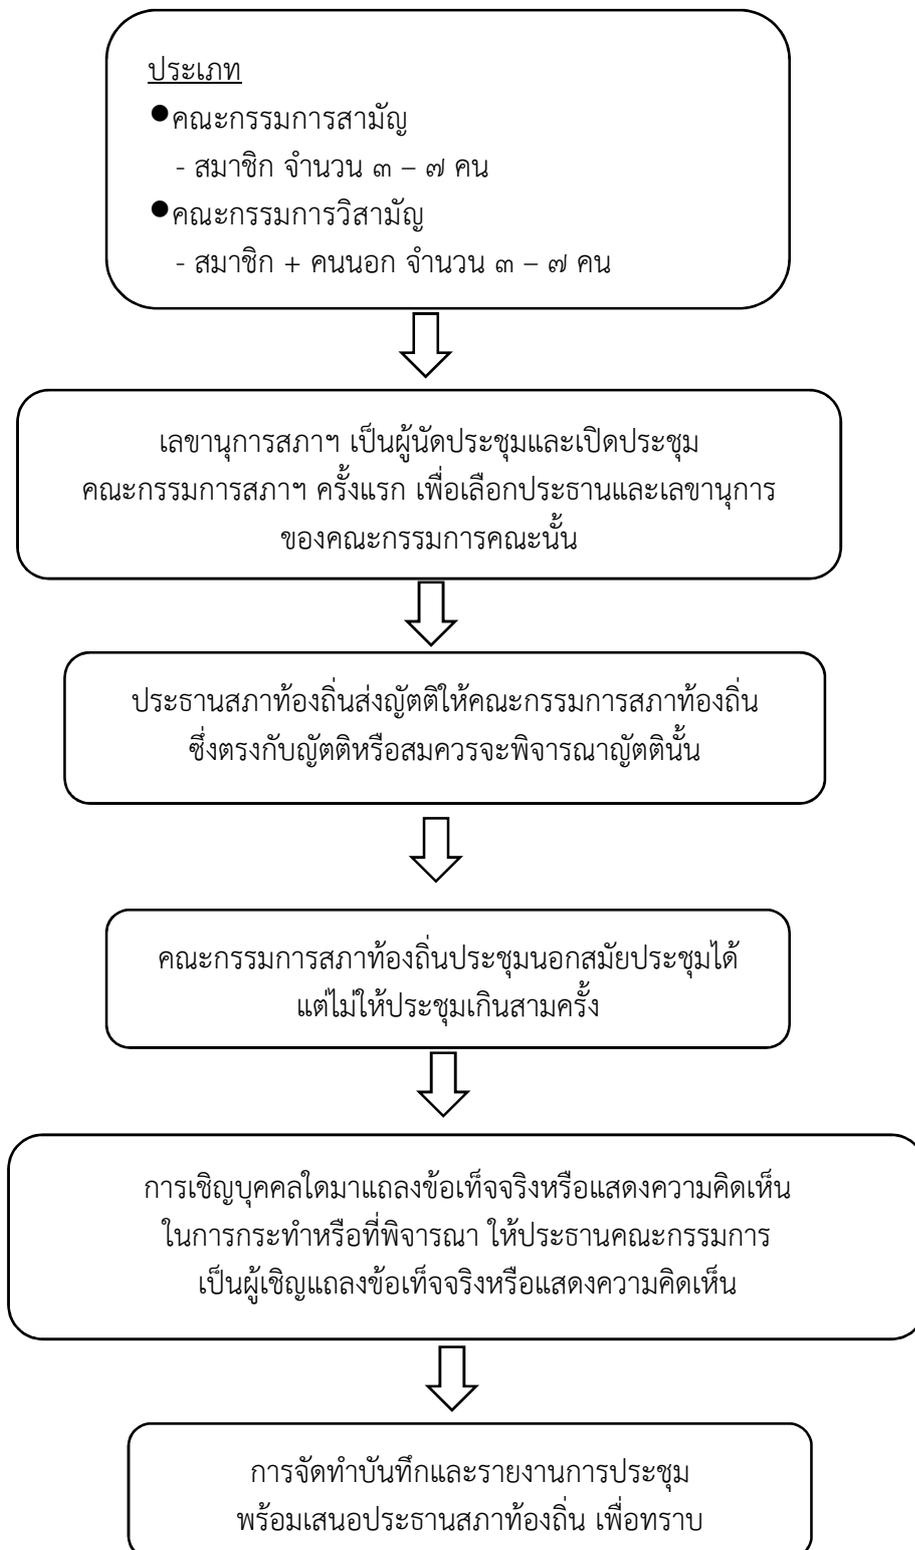 ประเภท
●คณะกรรมการสามัญ
- สมาชิก จำนวน ๓ – ๗ คน
●คณะกรรมการวิสามัญ
- สมาชิก + คนนอก จำนวน ๓ – ๗ คน
เลขานุการสภาฯ เป็นผู้นัดประชุมและเปิดประชุม
คณะกรรมการสภาฯ ครั้งแรก เพื่อเลือกประธานและเลขานุการ
ของคณะกรรมการคณะนั้น
ประธานสภาท้องถิ่นส่งญัตติให้คณะกรรมการสภาท้องถิ่น
ซึ่งตรงกับญัตติหรือสมควรจะพิจารณาญัตตินั้น
คณะกรรมการสภาท้องถิ่นประชุมนอกสมัยประชุมได้
แต่ไม่ให้ประชุมเกินสามครั้ง
การเชิญบุคคลใดมาแถลงข้อเท็จจริงหรือแสดงความคิดเห็น
ในการกระทำหรือที่พิจารณา ให้ประธานคณะกรรมการ
เป็นผู้เชิญแถลงข้อเท็จจริงหรือแสดงความคิดเห็น
การจัดทำบันทึกและรายงานการประชุม
พร้อมเสนอประธานสภาท้องถิ่น เพื่อทราบ